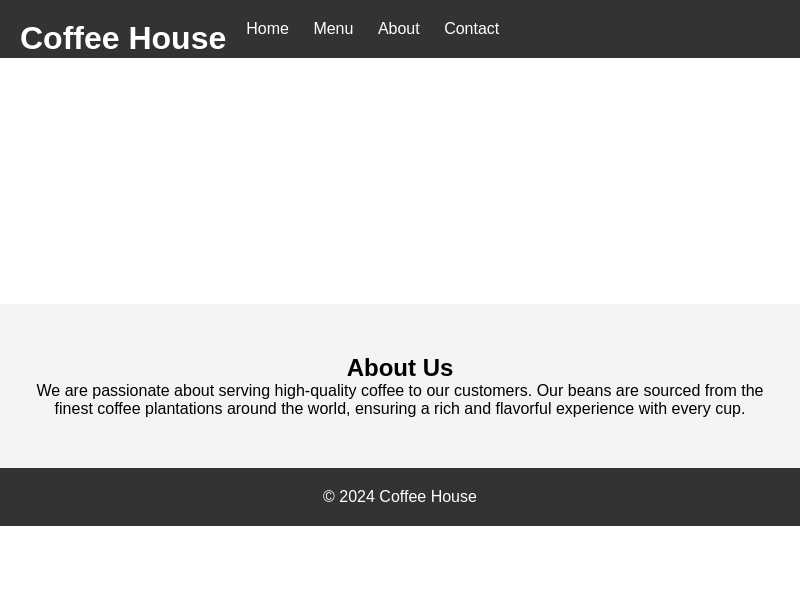 Coffee House Home Menu About Contact
About Us
We are passionate about serving high-quality coffee to our customers. Our beans are sourced from the
finest coffee plantations around the world, ensuring a rich and flavorful experience with every cup.
© 2024 Coffee House